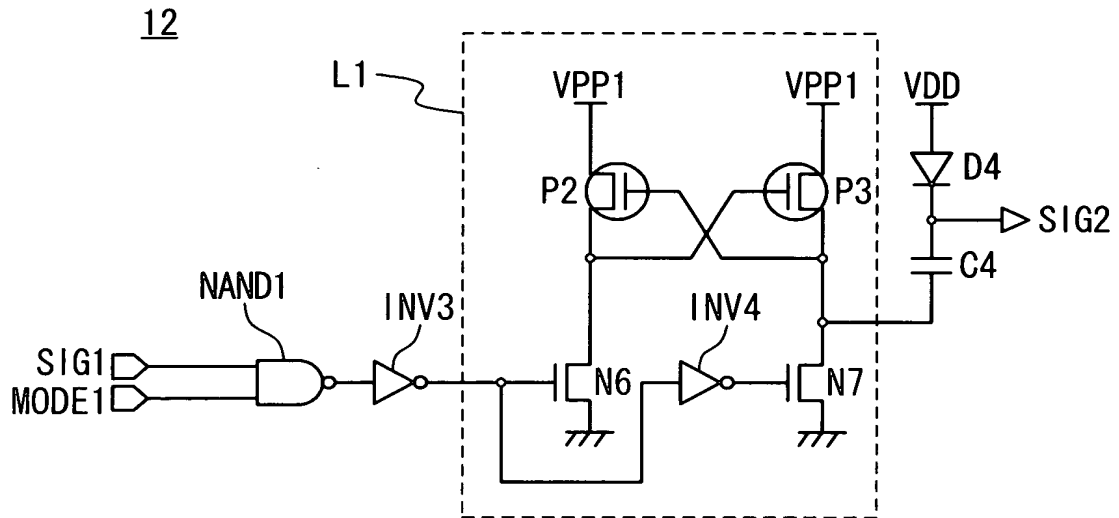 12
L1
VPP1
VPP1
VDD
P2
P3
D4
SIG2
C4
NAND1
INV3
INV4
SIG1
MODE1
N6
N7